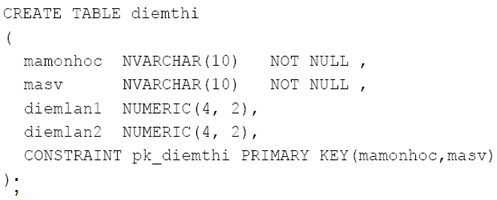 CREATE TABLE diemthi
(
mamonhoc NVARCHAR(10) NOT NULL ,
masv NVARCHAR(10) NOT NULL ,
diemlan1 NUMERIC(4, 2),
diemlan2 NUMERIC(4, 2),
CONSTRAINT pk_diemthi PRIMARY KEY(mamonhoc,masv)
);